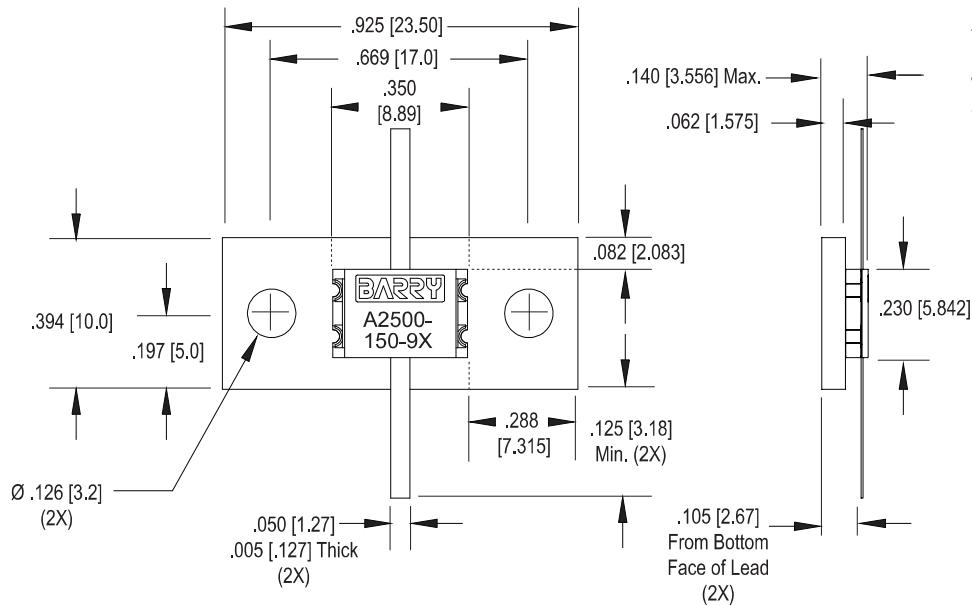 .925 [23.50]
.669 [17.0]
.350
[8.89]
.140 [3.556] Max.
.062 [1.575]
.082 [2.083]
BARRY
A2500-
150-9X
.394 [10.0]
.197 [5.0]
.230 [5.842]
.288
[7.315]
.125 [3.18]
Min. (2X)
Ø .126 [3.2]
(2X)
.050 [1.27]
.005 [.127] Thick
(2X)
.105 [2.67]
From Bottom
Face of Lead
(2X)